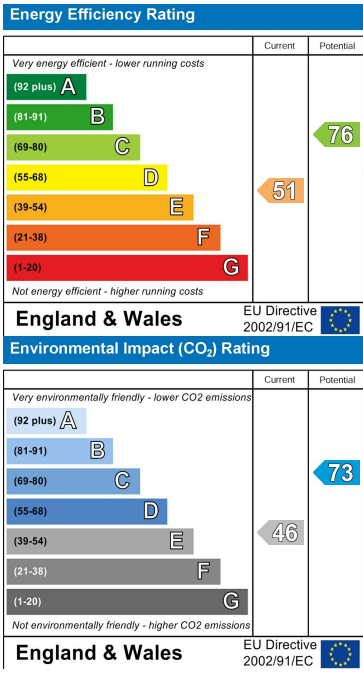 Energy Efficiency Rating
Current Potential
Very energy efficient - lower running costs
(92 plus) A
(81-91) B
76
(69-80) C
(55-68) D
51
(39-54) E
(21-38) F
(1-20) G
Not energy efficient - higher running costs
England & Wales
EU Directive
2002/91/EC
Environmental Impact (CO₂) Rating
Current Potential
Very environmentally friendly - lower CO2 emissions
(92 plus) A
(81-91) B
(69-80) C
73
(55-68) D
(39-54) E
46
(21-38) F
(1-20) G
Not environmentally friendly - higher CO2 emissions
England & Wales
EU Directive
2002/91/EC